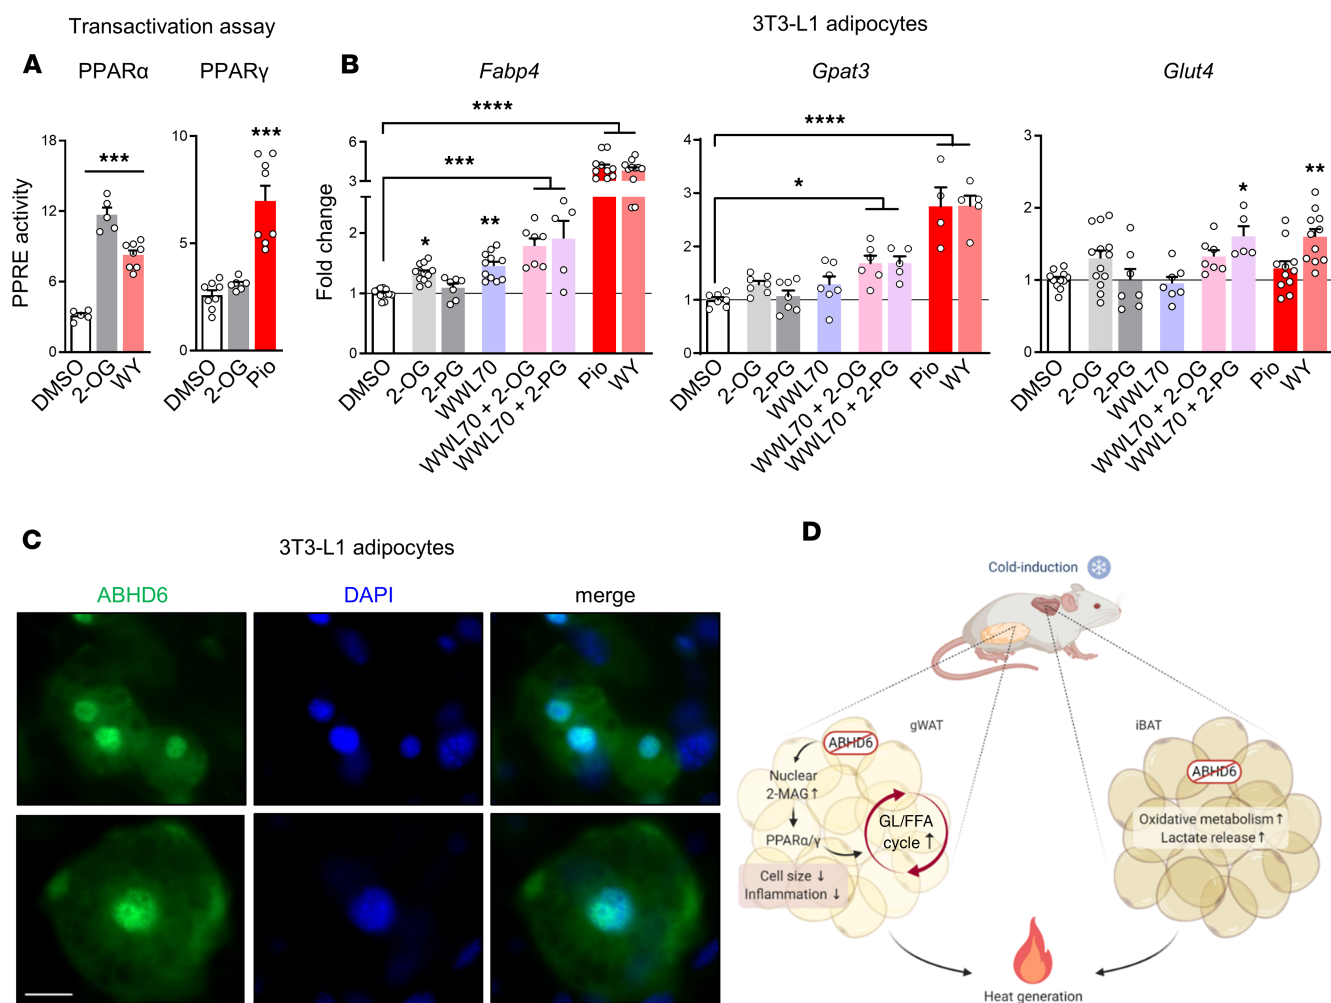 Transactivation assay
3T3-L1 adipocytes
A
PPARα
PPARγ
B
Fabp4
Gpat3
Glut4
PPRE activity
18
12
6
0
***
DMSO
2-OG
WY
10
5
0
***
DMSO
2-OG
Pio
Fold change
6
3
2
1
0
****
***
*
**
DMSO
2-OG
2-PG
WWL70
WWL70 + 2-OG
WWL70 + 2-PG
Pio
WY
4
3
2
1
0
****
*
DMSO
2-OG
2-PG
WWL70
WWL70 + 2-OG
WWL70 + 2-PG
Pio
WY
3
2
1
0
*
**
DMSO
2-OG
2-PG
WWL70
WWL70 + 2-OG
WWL70 + 2-PG
Pio
WY
C
3T3-L1 adipocytes
ABHD6
DAPI
merge
D
Cold-induction
gWAT
iBAT
ABHD6
Nuclear
2-MAG↑
PPARα/γ
GL/FFA
cycle ↑
Cell size ↓
Inflammation ↓
ABHD6
Oxidative metabolism↑
Lactate release↑
Heat generation